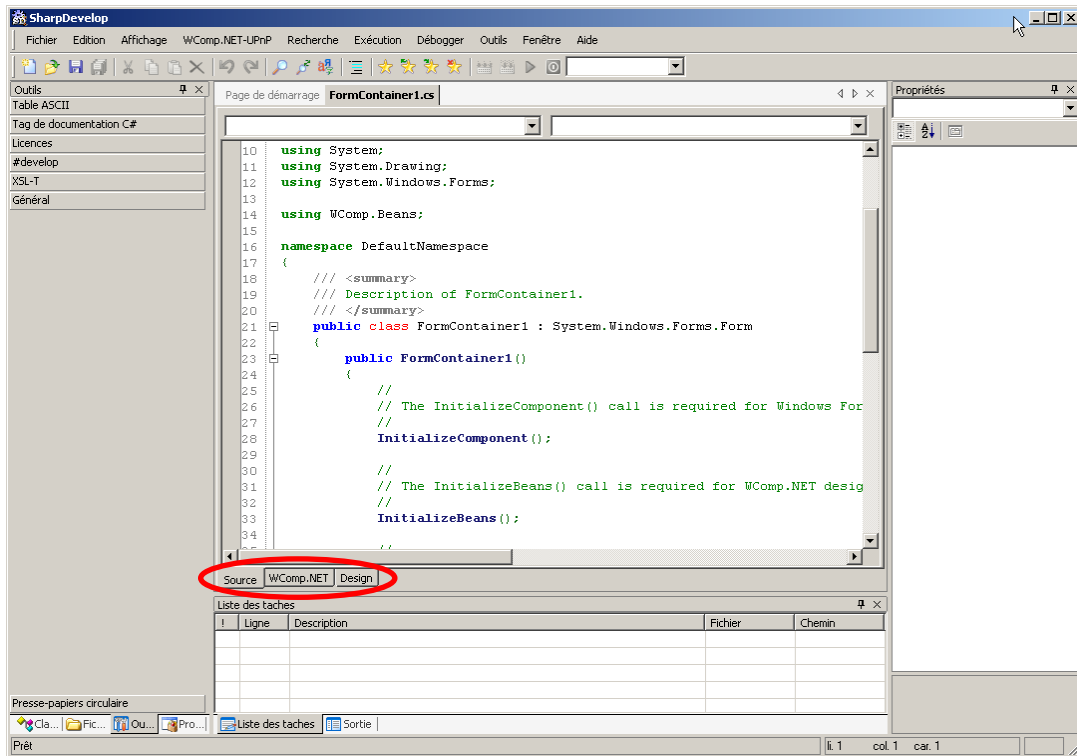 SharpDevelop
Fichier Edition Affichage WComp.NET-UPnP Recherche Exécution Débogger Outils Fenêtre Aide
Outils
Table ASCII
Tag de documentation C#
Licences
#develop
XSL-T
Général
Presse-papiers circulaire
Cla... Fic... Ou... Pro...
Page de démarrage FormContainer1.cs
10 using System;
11 using System.Drawing;
12 using System.Windows.Forms;
13
14 using WComp.Beans;
15
16 namespace DefaultNamespace
17 {
18 /// <summary>
19 /// Description of FormContainer1.
20 /// </summary>
21 public class FormContainer1 : System.Windows.Forms.Form
22 {
23 public FormContainer1()
24 {
25 //
26 // The InitializeComponent() call is required for Windows For
27 //
28 InitializeComponent();
29
30 //
31 // The InitializeBeans() call is required for WComp.NET desig
32 //
33 InitializeBeans();
34
35 //
Source WComp.NET Design
Liste des taches
! Ligne Description Fichier Chemin
Liste des taches Sortie
Propriétés
Prêt
li. 1 col. 1 car. 1